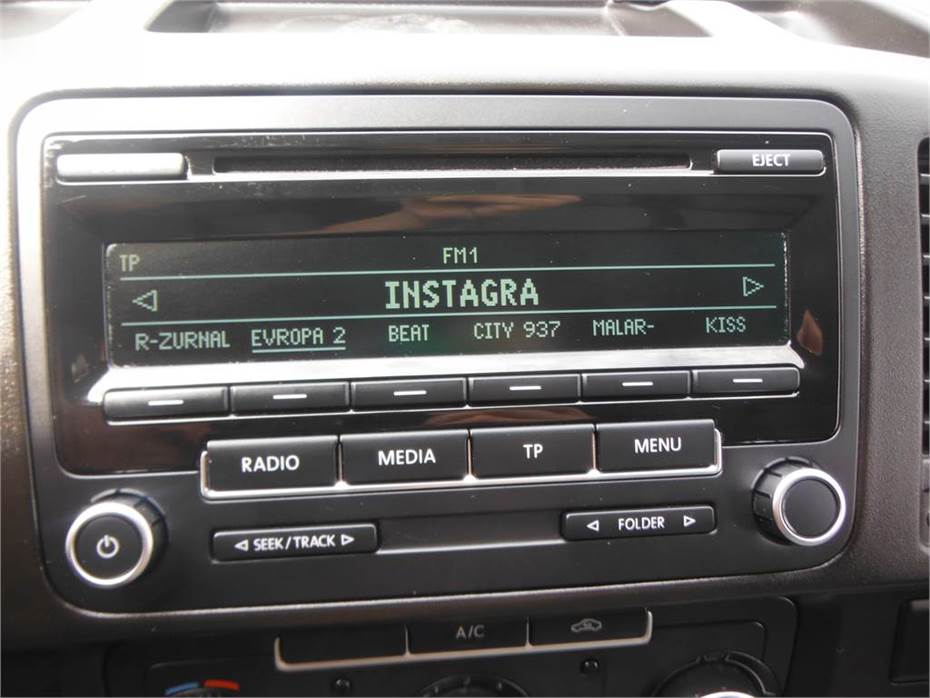 EJECT
TP FM1
INSTAGRA
R-ZURNAL EVROPA 2 BEAT CITY 937 MALAR- KISS
RADIO MEDIA TP MENU
SEEK/TRACK FOLDER
A/C